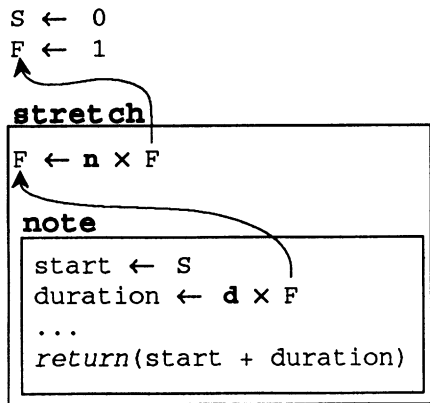 S ← 0
F ← 1
stretch
F ← n × F
note
start ← S
duration ← d × F
...
return(start + duration)